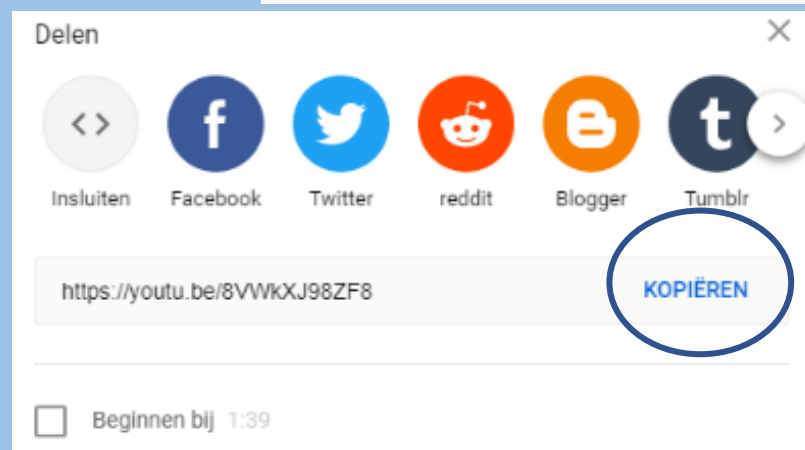 Delen
Insluiten Facebook Twitter reddit Blogger Tumblr
https://youtu.be/8VWkXJ98ZF8 KOPIËREN
Beginnen bij 1:39